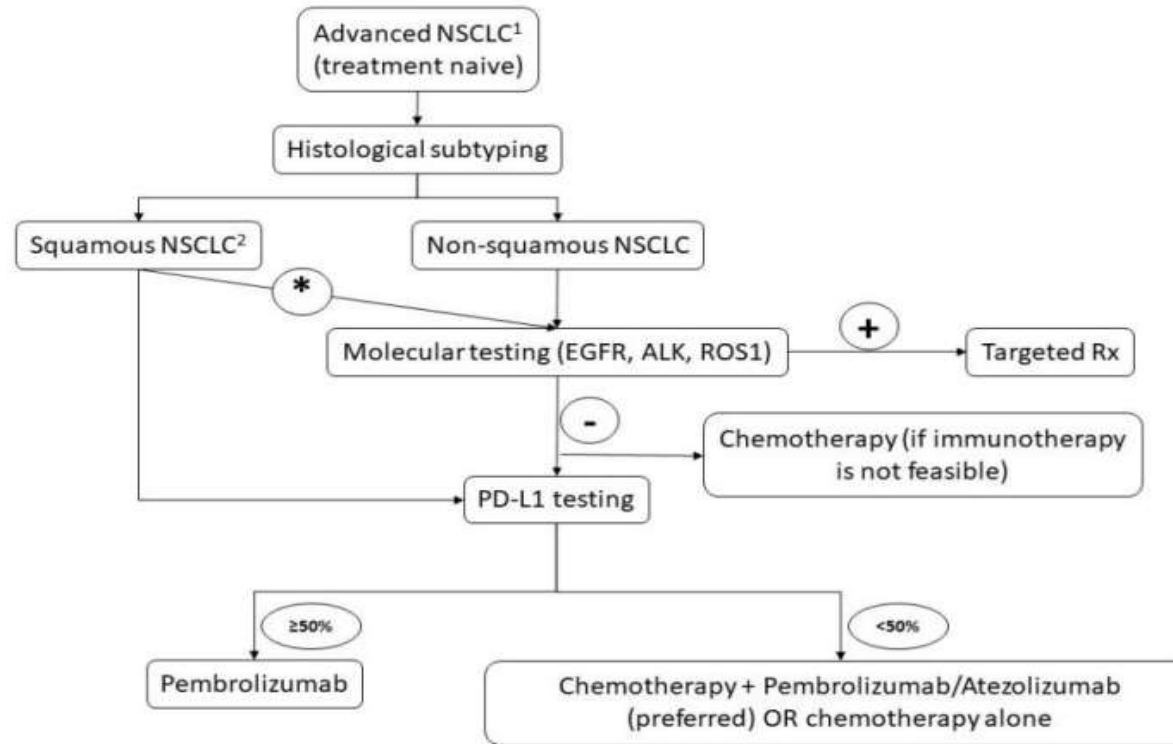 Advanced NSCLC¹
(treatment naive)
Histological subtyping
Squamous NSCLC²
Non-squamous NSCLC
*
+
Molecular testing (EGFR, ALK, ROS1)
Targeted Rx
-
Chemotherapy (if immunotherapy
is not feasible)
PD-L1 testing
≥50%
<50%
Pembrolizumab
Chemotherapy + Pembrolizumab/Atezolizumab
(preferred) OR chemotherapy alone